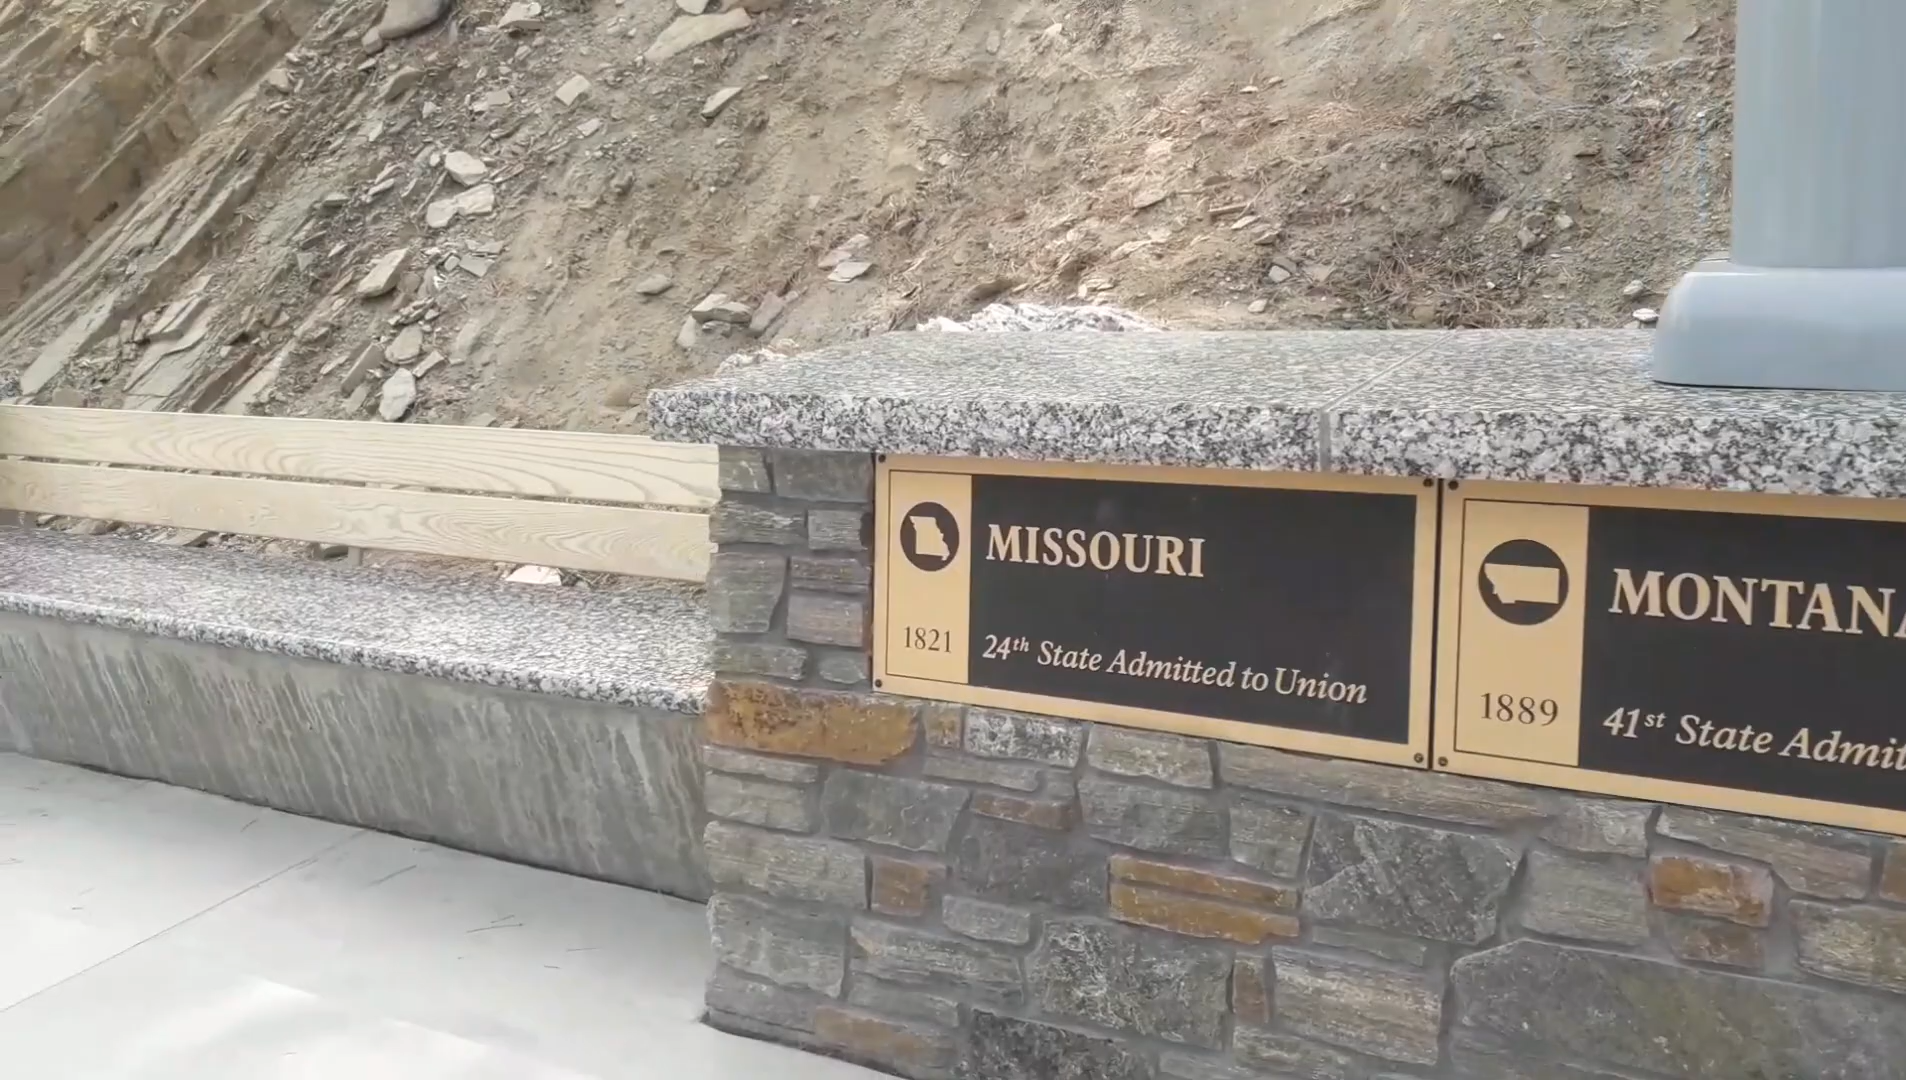 MISSOURI
1821
24th State Admitted to Union
MONTANA
1889
41st State Admit